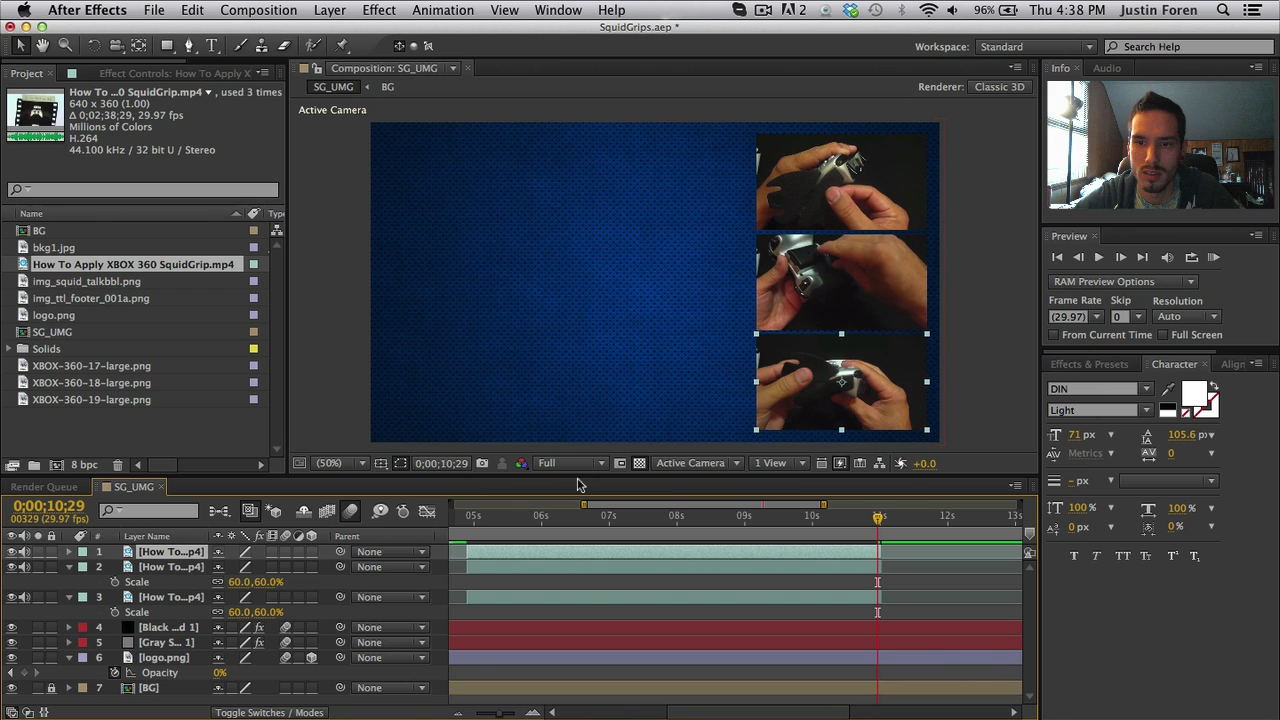 After Effects File Edit Composition Layer Effect Animation View Window Help 2 96% Thu 4:38 PM Justin Foren
SquidGrips.aep *
Workspace: Standard Search Help
Project Effect Controls: How To Apply X Composition: SG_UMG Info Audio
How To ...0 SquidGrip.mp4 , used 3 times
640 x 360 (1.00)
Δ 0;02;38;29, 29.97 fps
Millions of Colors
H.264
44.100 kHz / 32 bit U / Stereo
SG_UMG BG Renderer: Classic 3D
Active Camera
Name Type
BG
bkg1.jpg
How To Apply XBOX 360 SquidGrip.mp4
img_squid_talkbbl.png
img_ttl_footer_001a.png
logo.png
SG_UMG
Solids
XBOX-360-17-large.png
XBOX-360-18-large.png
XBOX-360-19-large.png
8 bpc
(50%) 0;00;10;29 Full Active Camera 1 View +0.0
Preview
RAM Preview Options
Frame Rate Skip Resolution
(29.97) 0 Auto
From Current Time Full Screen
Effects & Presets Character Align
DIN
Light
71 px 105.6 p
Metrics 0
- px
100% 100%
0 px 0%
T T TT Tr T¹ T₁
Render Queue SG_UMG
0;00;10;29
00329 (29.97 fps)
05s 06s 07s 08s 09s 10s 12s 13s
# Layer Name Parent
1 [How To...p4] None
2 [How To...p4] None
Scale 60.0,60.0%
3 [How To...p4] None
Scale 60.0,60.0%
4 [Black ...d 1] fx None
5 [Gray S... 1] fx None
6 [logo.png] None
Opacity 0%
7 [BG] None
Toggle Switches / Modes